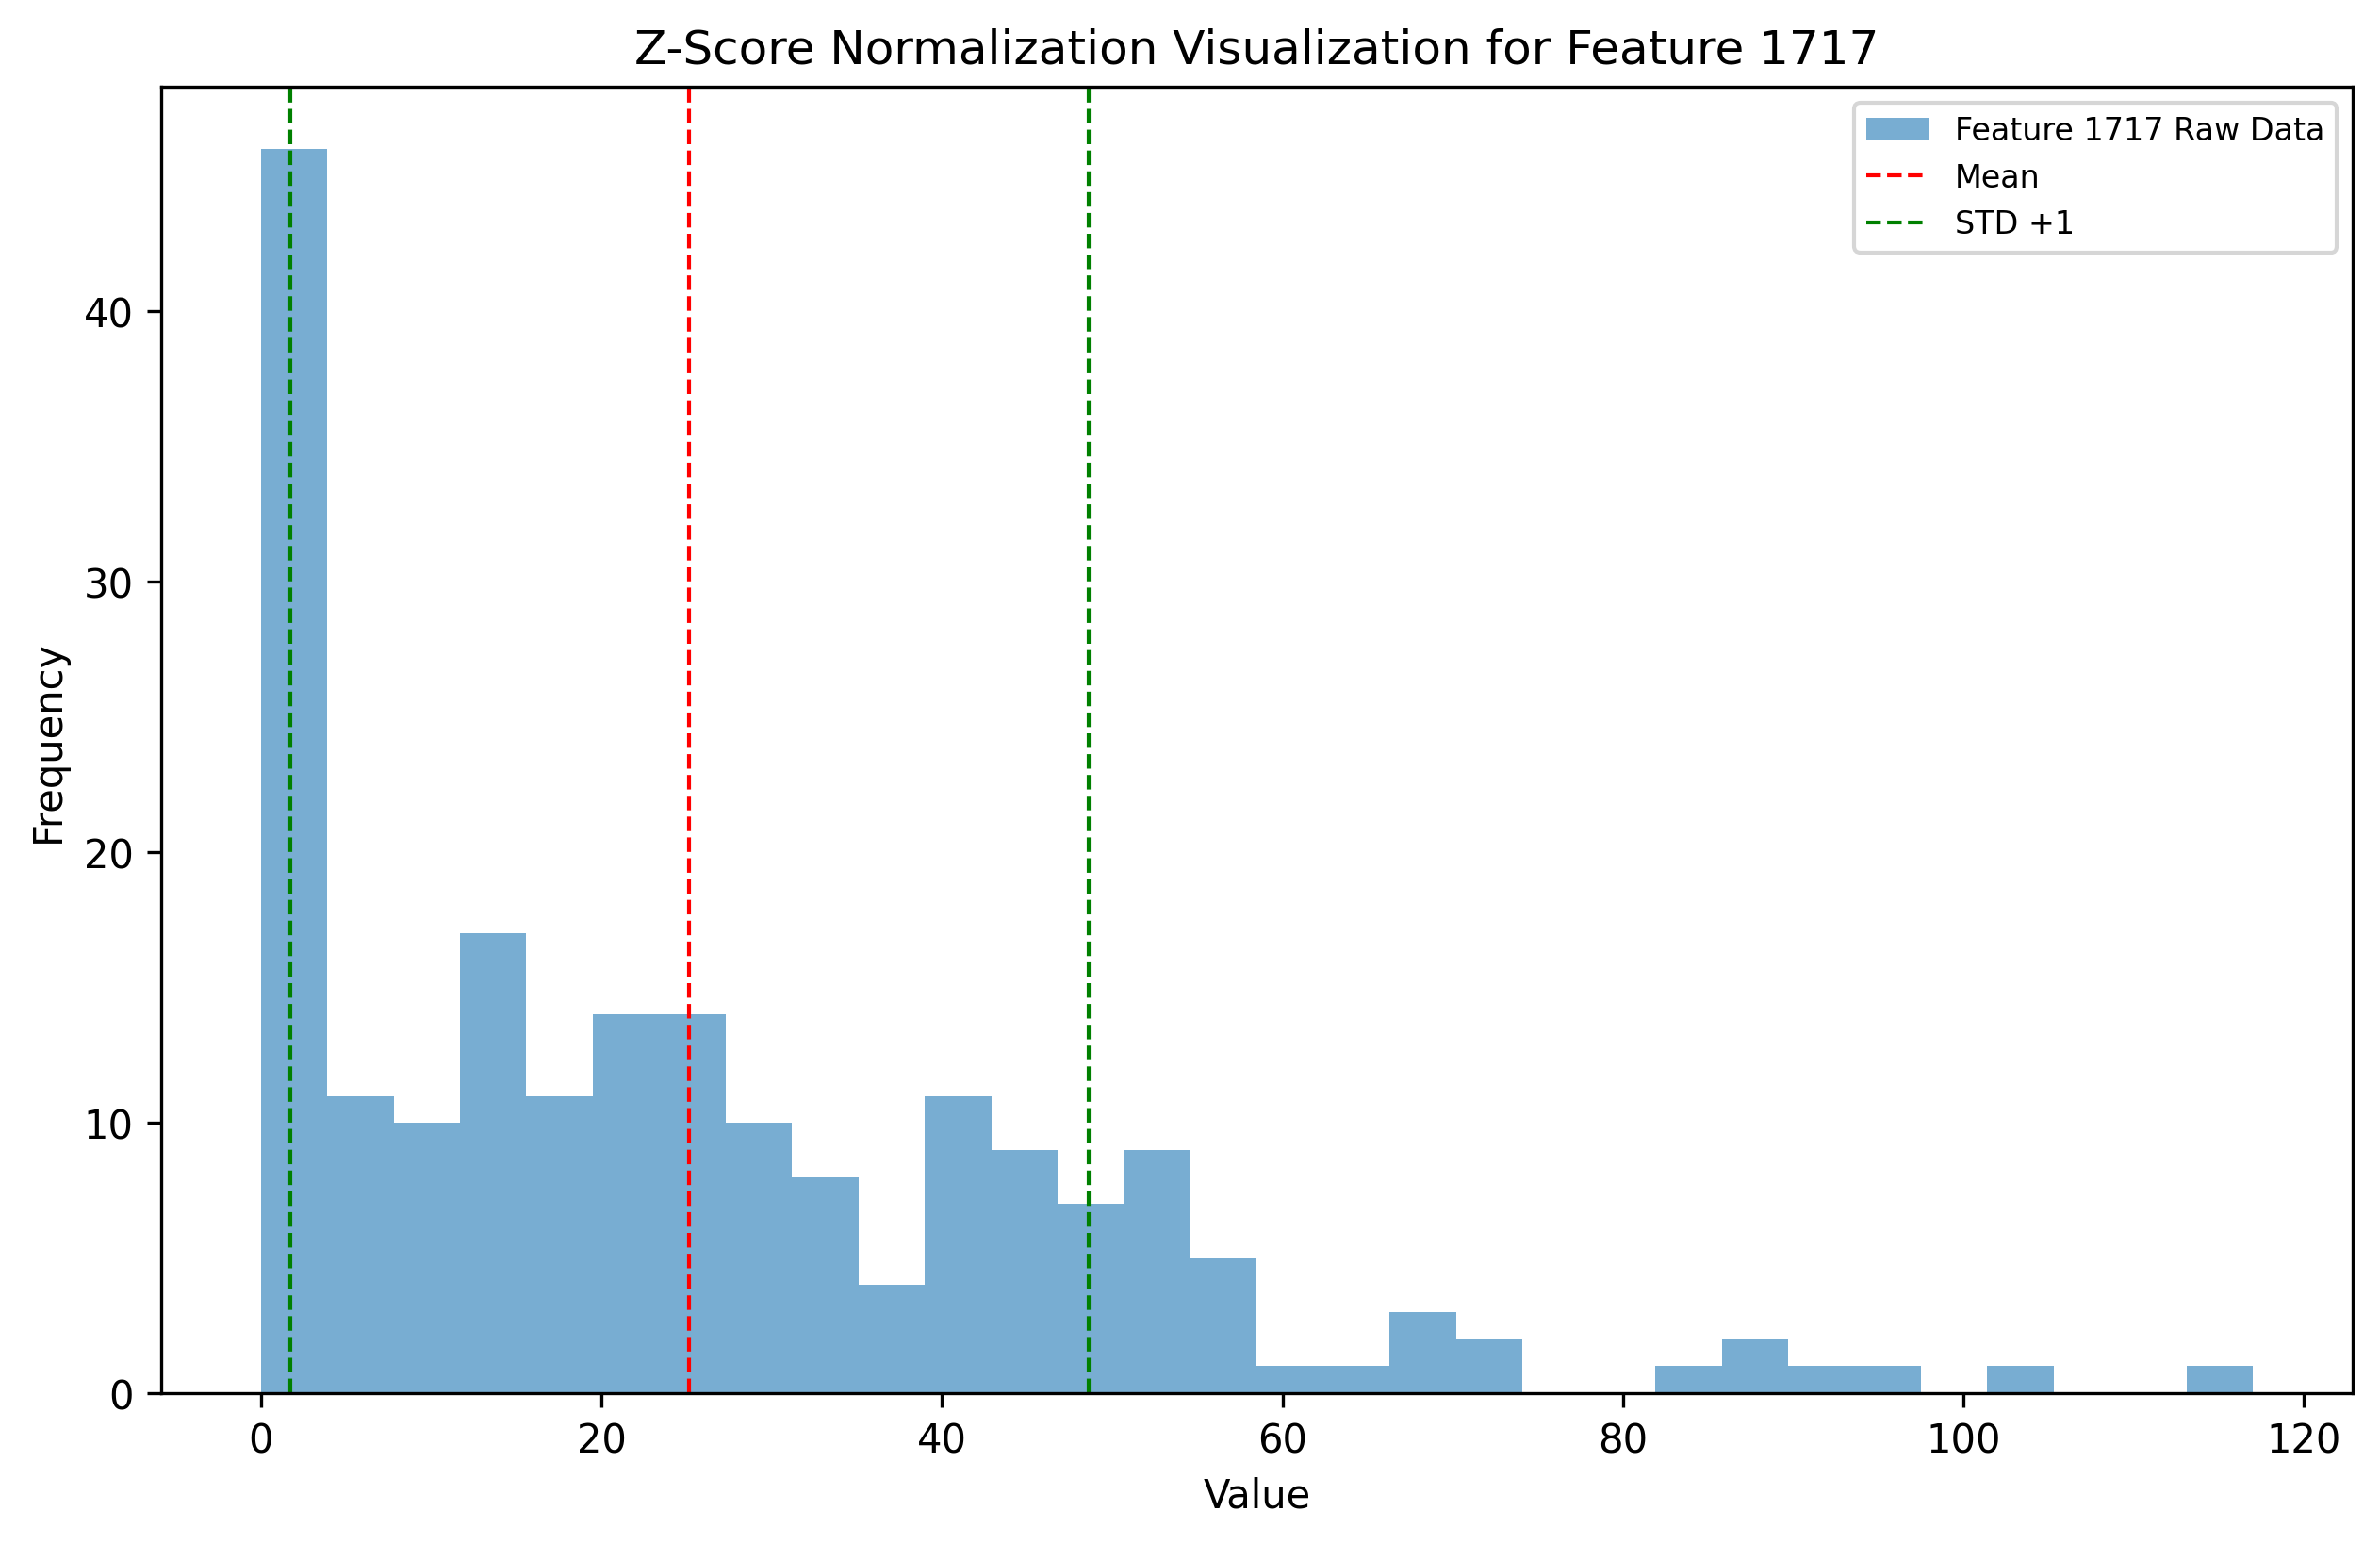 Z-Score Normalization Visualization for Feature 1717
Feature 1717 Raw Data
Mean
STD +1
Frequency
40
30
20
10
0
0 20 40 60 80 100 120
Value